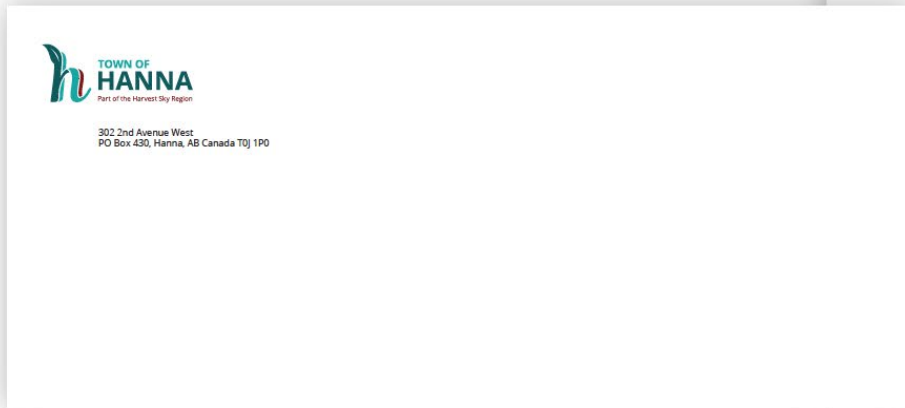 TOWN OF
HANNA
Part of the Harvest Sky Region
302 2nd Avenue West
PO Box 430, Hanna, AB Canada T0J 1P0